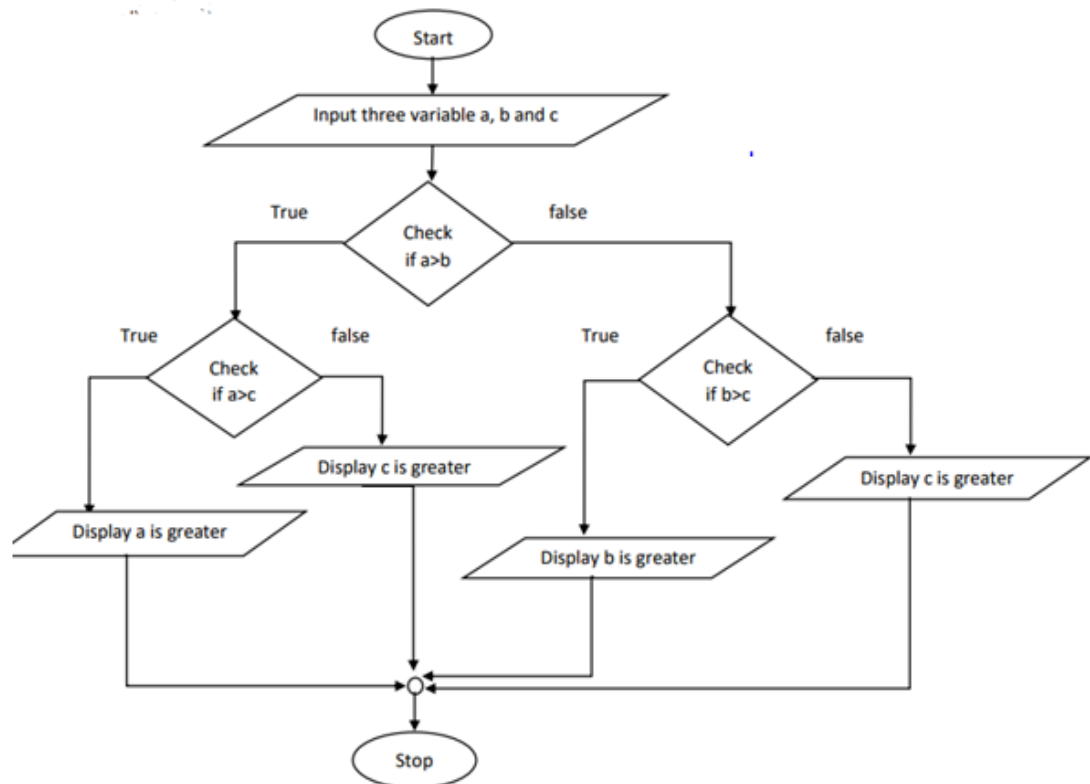 Start
Input three variable a, b and c
True
false
Check
if a>b
True
false
True
false
Check
if a>c
Check
if b>c
Display c is greater
Display c is greater
Display a is greater
Display b is greater
Stop